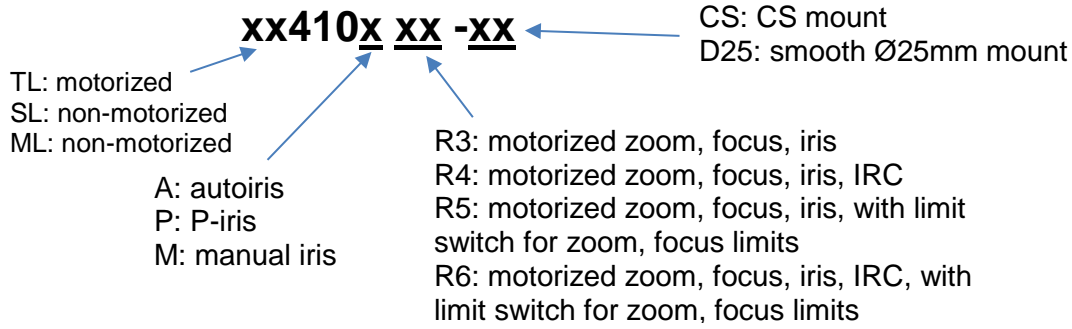 xx410x xx -xx
CS: CS mount
D25: smooth Ø25mm mount
TL: motorized
SL: non-motorized
ML: non-motorized
A: autoiris
P: P-iris
M: manual iris
R3: motorized zoom, focus, iris
R4: motorized zoom, focus, iris, IRC
R5: motorized zoom, focus, iris, with limit
switch for zoom, focus limits
R6: motorized zoom, focus, iris, IRC, with
limit switch for zoom, focus limits